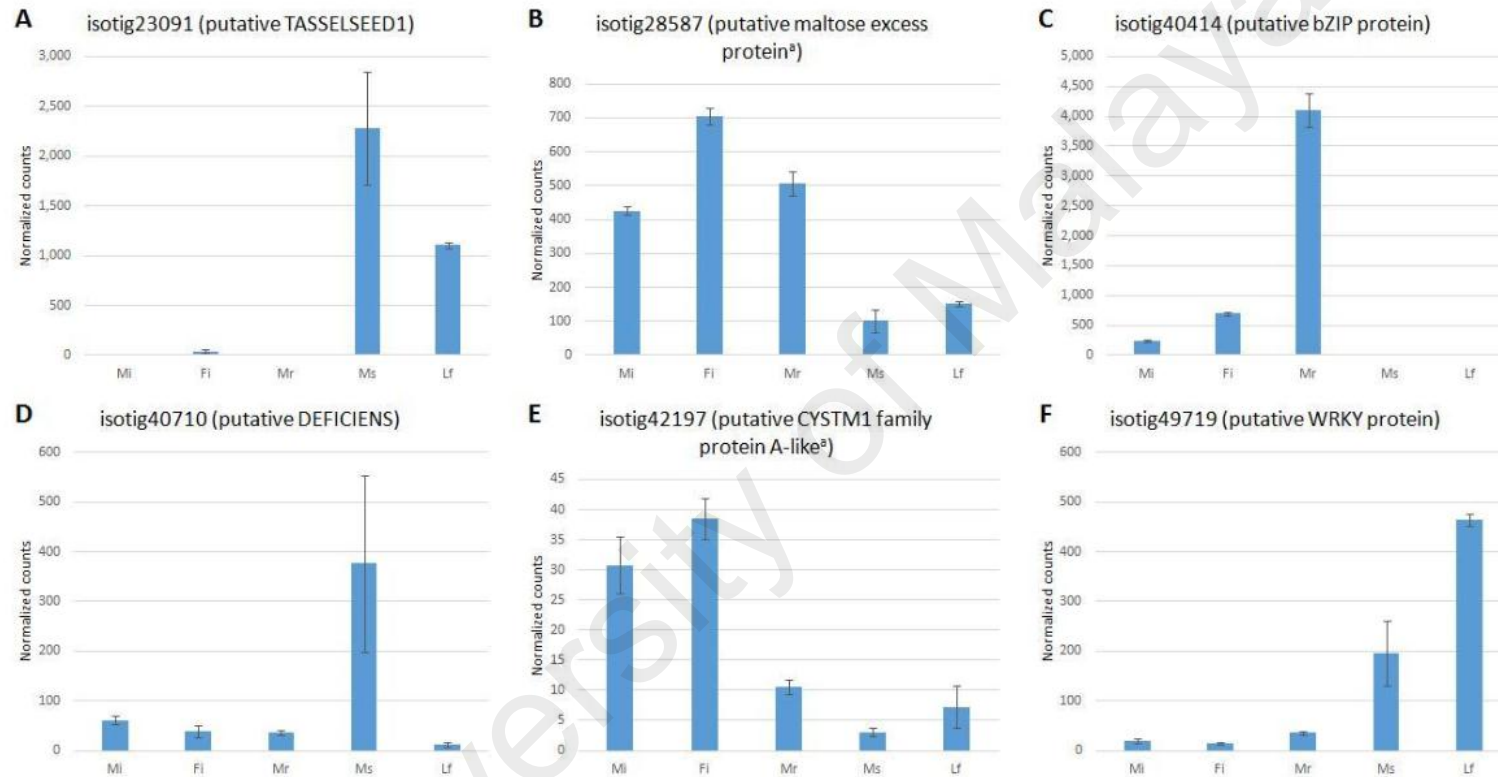 A isotig23091 (putative TASSELSEED1)
3,000
2,500
2,000
1,500
1,000
500
0
Normalized counts
Mi Fi Mr Ms Lf
B isotig28587 (putative maltose excess
proteinᵃ)
800
700
600
500
400
300
200
100
0
Normalized counts
Mi Fi Mr Ms Lf
C isotig40414 (putative bZIP protein)
5,000
4,500
4,000
3,500
3,000
2,500
2,000
1,500
1,000
500
0
Normalized counts
Mi Fi Mr Ms Lf
D isotig40710 (putative DEFICIENS)
600
500
400
300
200
100
0
Normalized counts
Mi Fi Mr Ms Lf
E isotig42197 (putative CYSTM1 family
protein A-likeᵃ)
45
40
35
30
25
20
15
10
5
0
Normalized counts
Mi Fi Mr Ms Lf
F isotig49719 (putative WRKY protein)
600
500
400
300
200
100
0
Normalized counts
Mi Fi Mr Ms Lf
versity of Malaya